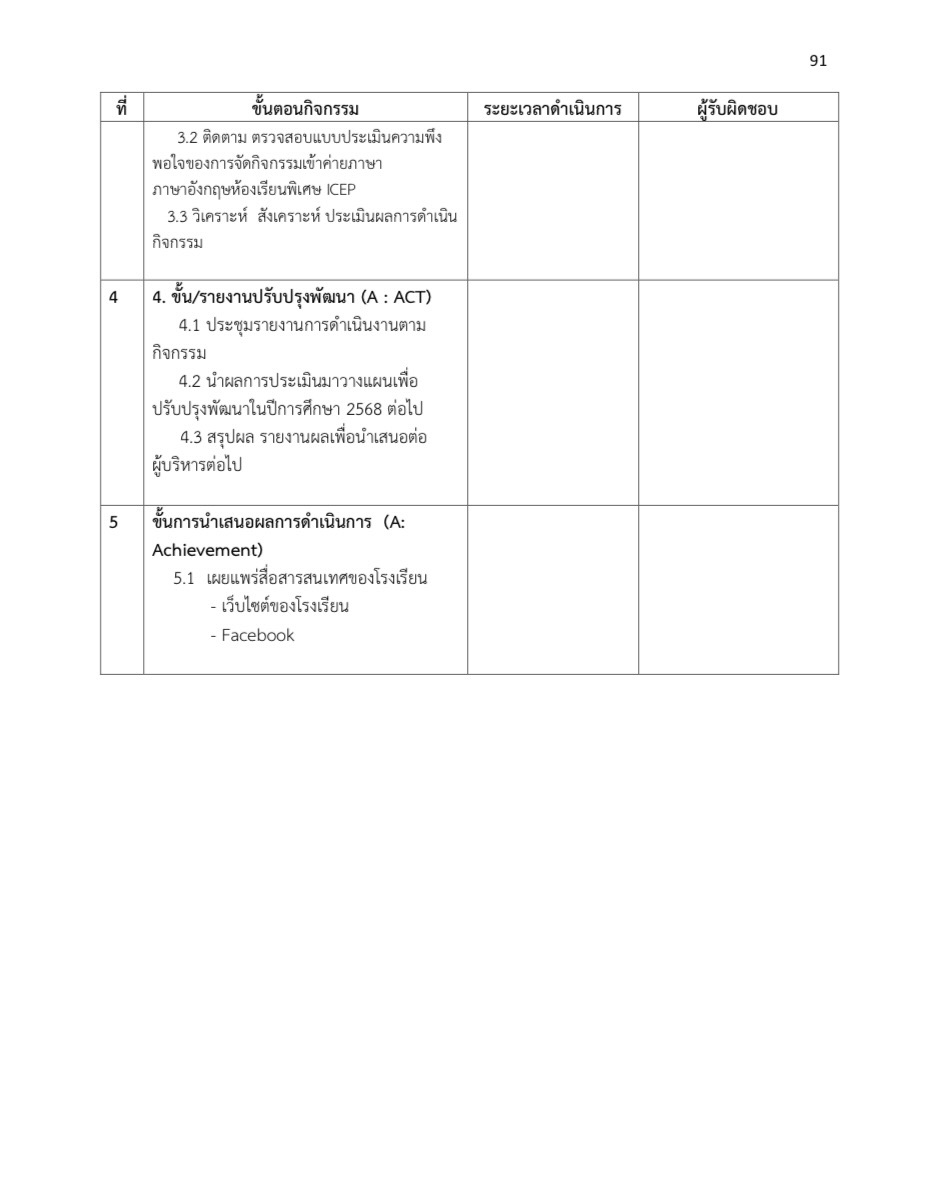 91
ที่ ขั้นตอนกิจกรรม ระยะเวลาดำเนินการ ผู้รับผิดชอบ
3.2 ติดตาม ตรวจสอบแบบประเมินความพึง
พอใจของการจัดกิจกรรมเข้าค่ายภาษา
ภาษาอังกฤษห้องเรียนพิเศษ ICEP
3.3 วิเคราะห์ สังเคราะห์ ประเมินผลการดำเนิน
กิจกรรม
4 4. ขั้น/รายงานปรับปรุงพัฒนา (A : ACT)
4.1 ประชุมรายงานการดำเนินงานตาม
กิจกรรม
4.2 นำผลการประเมินมาวางแผนเพื่อ
ปรับปรุงพัฒนาในปีการศึกษา 2568 ต่อไป
4.3 สรุปผล รายงานผลเพื่อนำเสนอต่อ
ผู้บริหารต่อไป
5 ขั้นการนำเสนอผลการดำเนินการ (A:
Achievement)
5.1 เผยแพร่สื่อสารสนเทศของโรงเรียน
- เว็บไซต์ของโรงเรียน
- Facebook